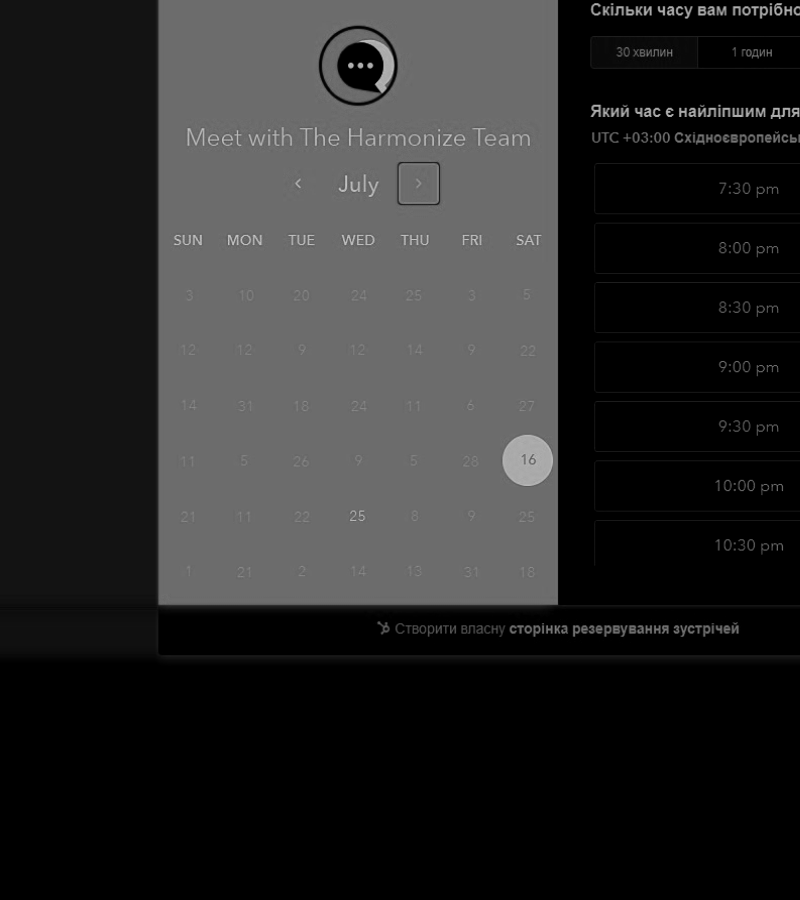 Meet with The Harmonize Team
July
SUN MON TUE WED THU FRI SAT
3 10 20 24 25 3 5
12 12 9 12 14 9 22
14 31 18 24 11 6 27
11 5 26 9 5 28 16
21 11 22 25 8 9 25
1 21 2 14 13 31 18
Скільки часу вам потрібно
30 хвилин 1 годин
Який час є найліпшим для
UTC +03:00
7:30 pm
8:00 pm
8:30 pm
9:00 pm
9:30 pm
10:00 pm
10:30 pm
Створити власну сторінка резервування зустрічей